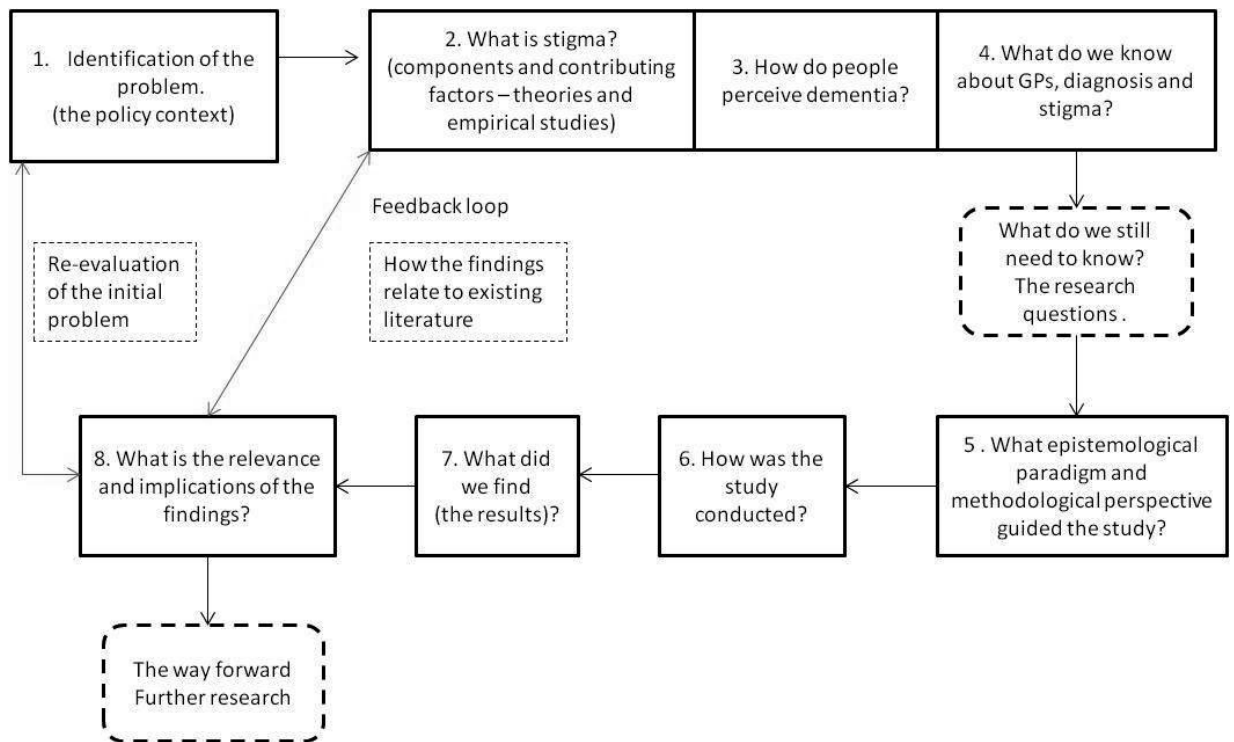 1. Identification of the
problem.
(the policy context)
2. What is stigma?
(components and contributing
factors – theories and
empirical studies)
3. How do people
perceive dementia?
4. What do we know
about GPs, diagnosis and
stigma?
Feedback loop
Re-evaluation
of the initial
problem
How the findings
relate to existing
literature
What do we still
need to know?
The research
questions .
8. What is the relevance
and implications of the
findings?
7. What did
we find
(the results)?
6. How was the
study
conducted?
5 . What epistemological
paradigm and
methodological perspective
guided the study?
The way forward
Further research